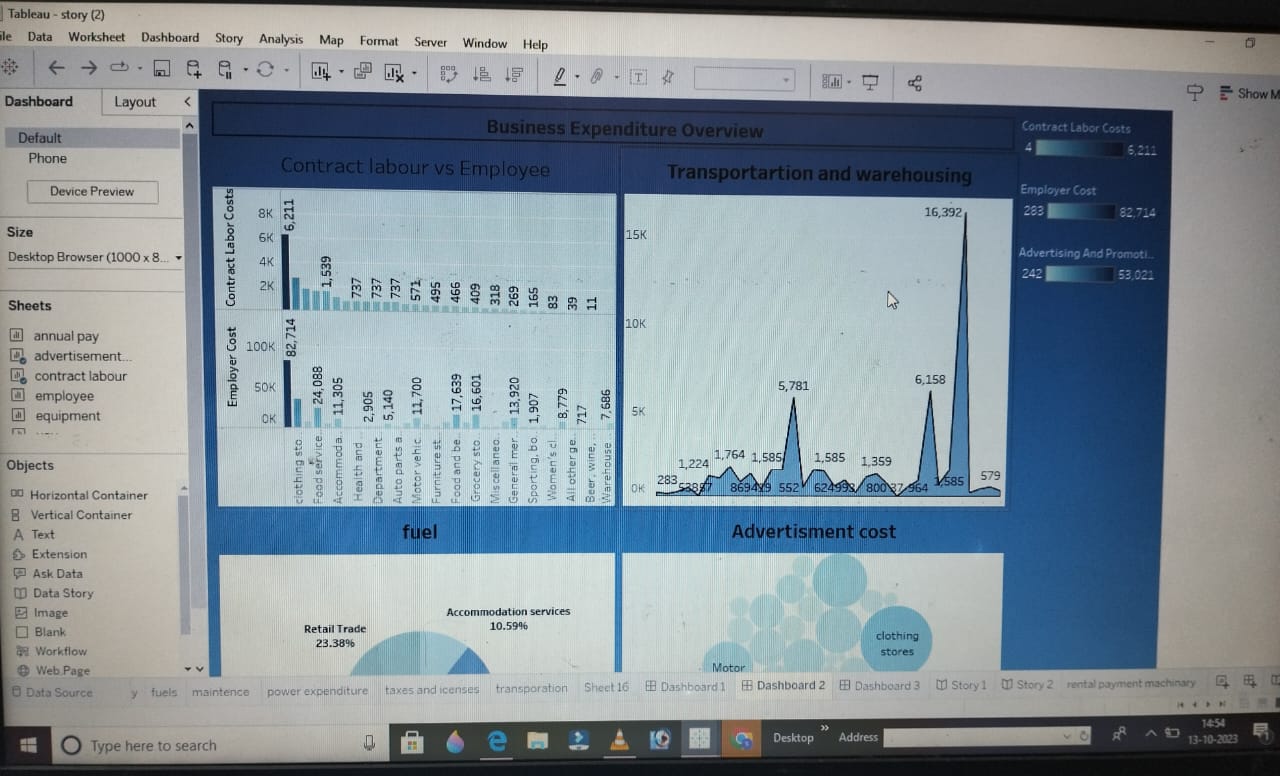 Tableau - story (2)
ile Data Worksheet Dashboard Story Analysis Map Format Server Window Help
Show M
Dashboard Layout
Default
Phone
Device Preview
Size
Desktop Browser (1000 x 8...
Sheets
annual pay
advertisement...
contract labour
employee
equipment
Objects
Horizontal Container
Vertical Container
Text
Extension
Ask Data
Data Story
Image
Blank
Workflow
Web Page
Business Expenditure Overview
Contract labour vs Employee
Contract Labor Costs
8K
6K
4K
2K
6,211
1,539
737
737
737
571
495
466
409
318
269
165
83
39
11
Employer Cost
100K
50K
0K
82,714
24,088
11,305
2,905
5,140
11,700
17,639
16,601
13,920
1,907
8,779
717
7,686
clothing sto..
Food service..
Accommoda..
Health and ..
Department ..
Auto parts a..
Motor vehic..
Furniture st..
Food and be..
Grocery sto..
Miscellaneo..
General mer..
Sporting, bo..
Women's cl..
All other ge..
Beer, wine, ..
Warehouse ..
Transportartion and warehousing
15K
10K
5K
0K
16,392
6,158
5,781
1,224
1,764
1,585
1,585
1,359
283
552
800
37
964
1,585
579
Contract Labor Costs
4 6,211
Employer Cost
283 82,714
Advertising And Promoti..
242 53,021
fuel
Retail Trade
23.38%
Accommodation services
10.59%
Advertisment cost
clothing
stores
Motor
Data Source y fuels maintence power expenditure taxes and icenses transporation Sheet 16 Dashboard 1 Dashboard 2 Dashboard 3 Story 1 Story 2 rental payment machinary
Type here to search
Desktop
Address
14:54
13-10-2023